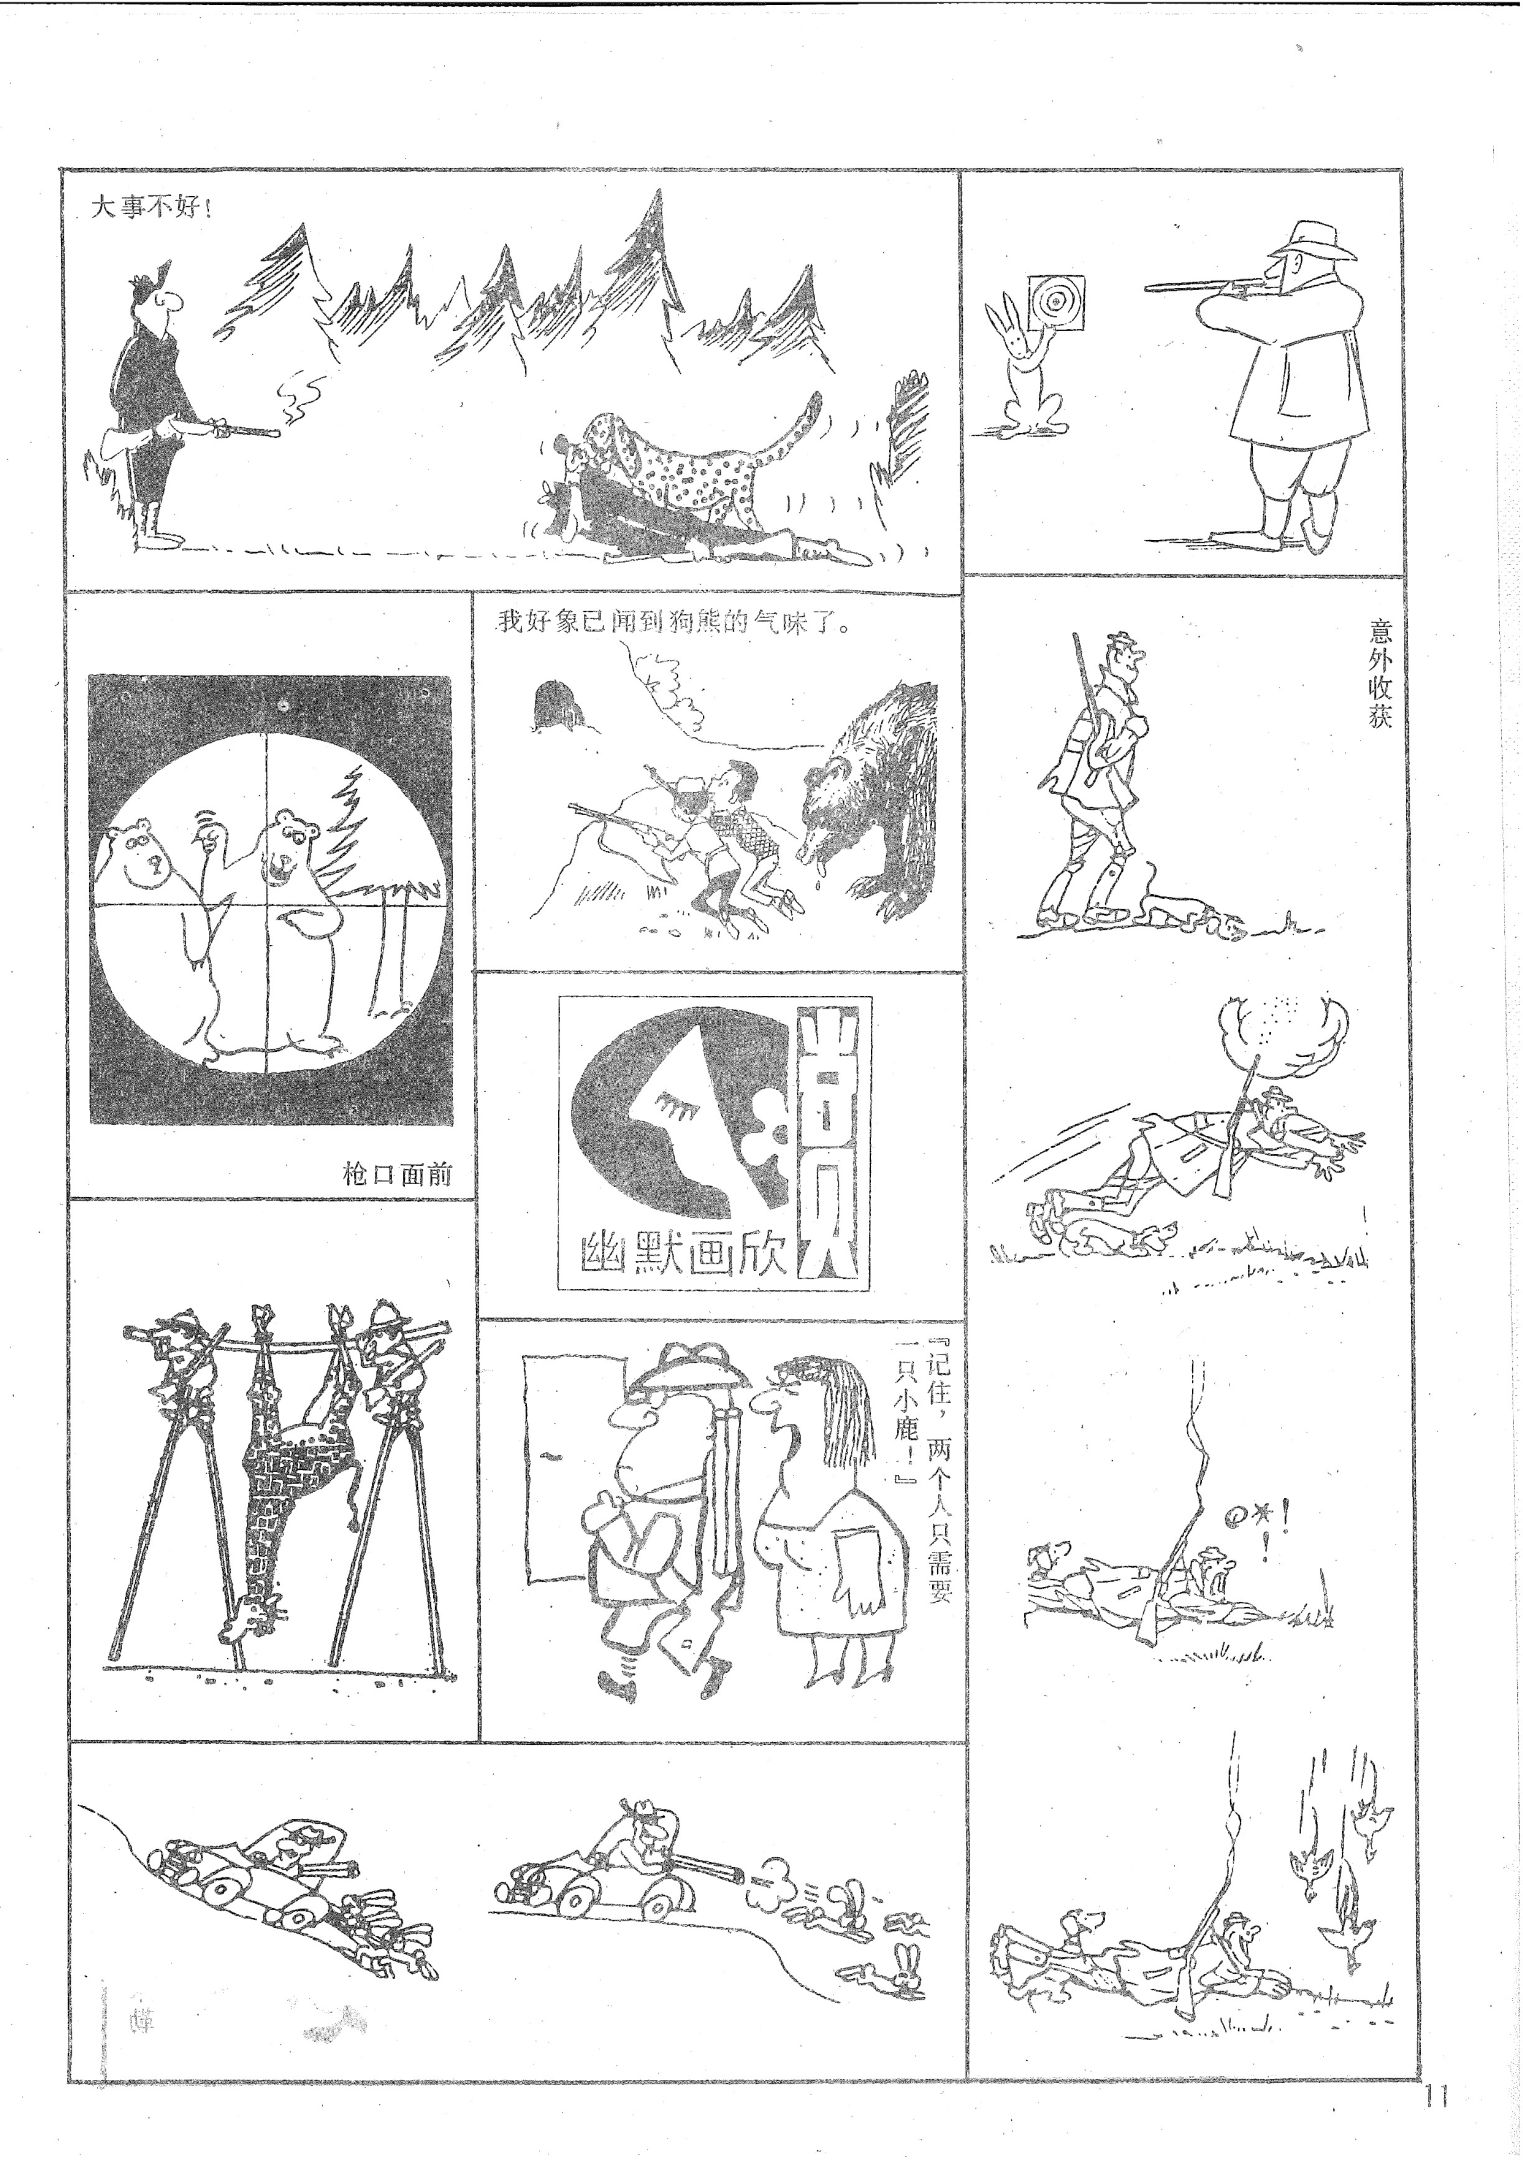 大事不好！
我好象已闻到狗熊的气味了。
意外收获
枪口面前
幽默画欣
赏
『记住，两个人只需要
一只小鹿！』
@*!
!
11